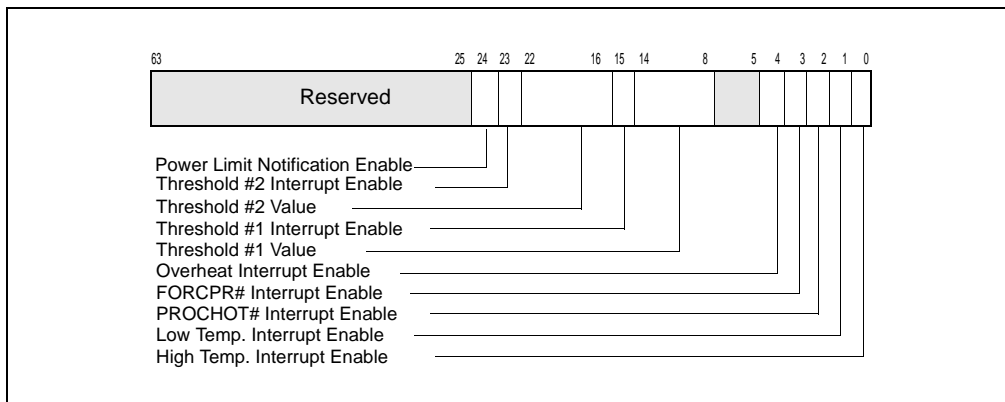 63 25 24 23 22 16 15 14 8 5 4 3 2 1 0
Reserved
Power Limit Notification Enable
Threshold #2 Interrupt Enable
Threshold #2 Value
Threshold #1 Interrupt Enable
Threshold #1 Value
Overheat Interrupt Enable
FORCPR# Interrupt Enable
PROCHOT# Interrupt Enable
Low Temp. Interrupt Enable
High Temp. Interrupt Enable